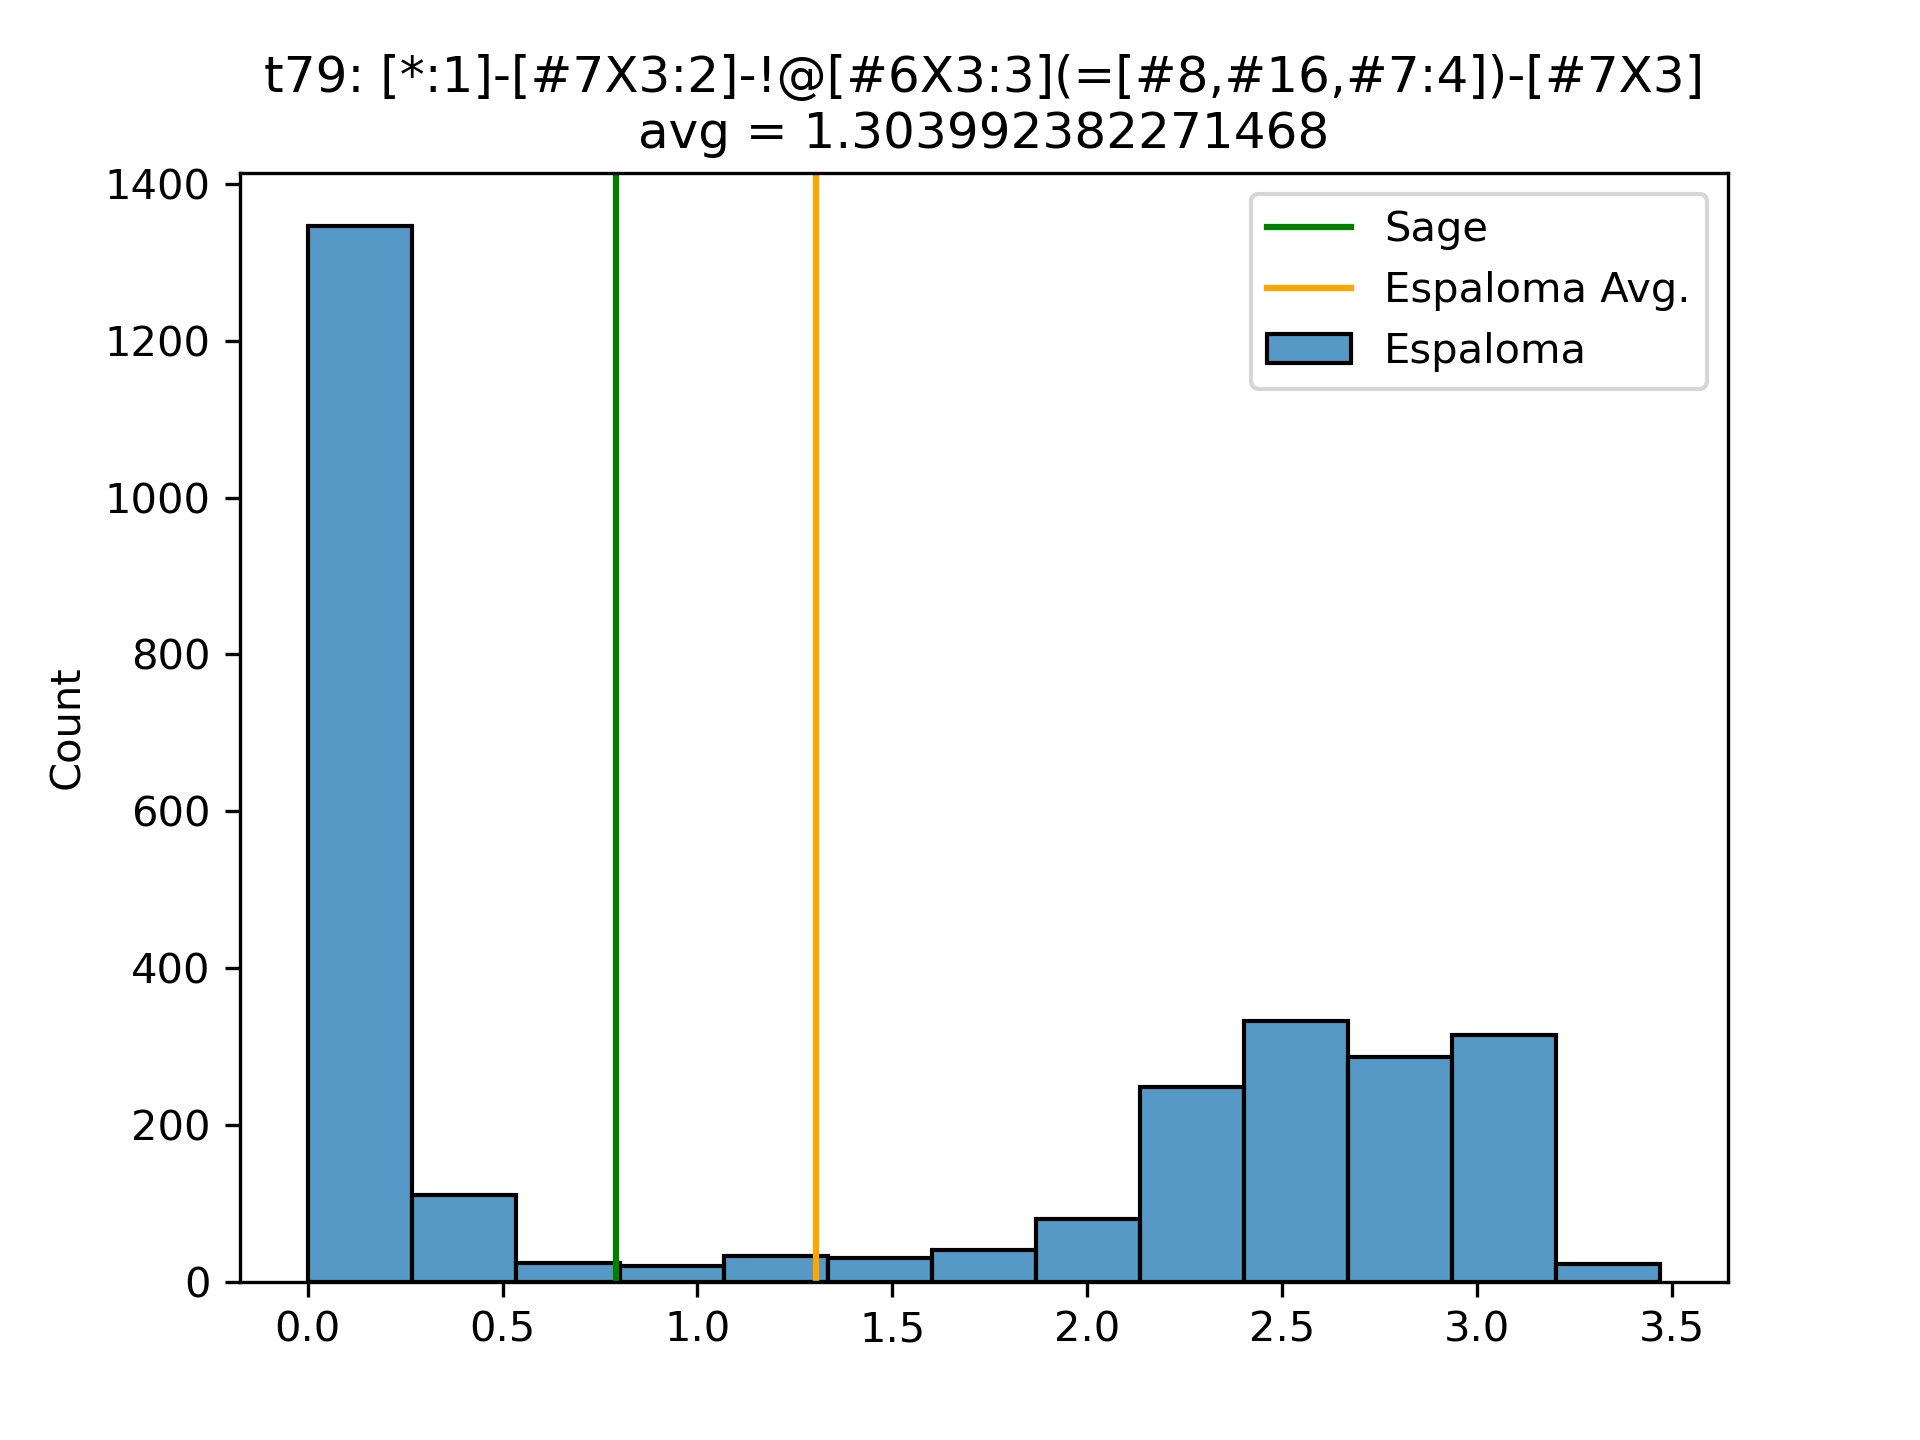 t79: [*:1]-[#7X3:2]-!@[#6X3:3](=[#8,#16,#7:4])-[#7X3]
avg = 1.303992382271468
1400
1200
1000
800
600
400
200
0
Count
Sage
Espaloma Avg.
Espaloma
0.0 0.5 1.0 1.5 2.0 2.5 3.0 3.5